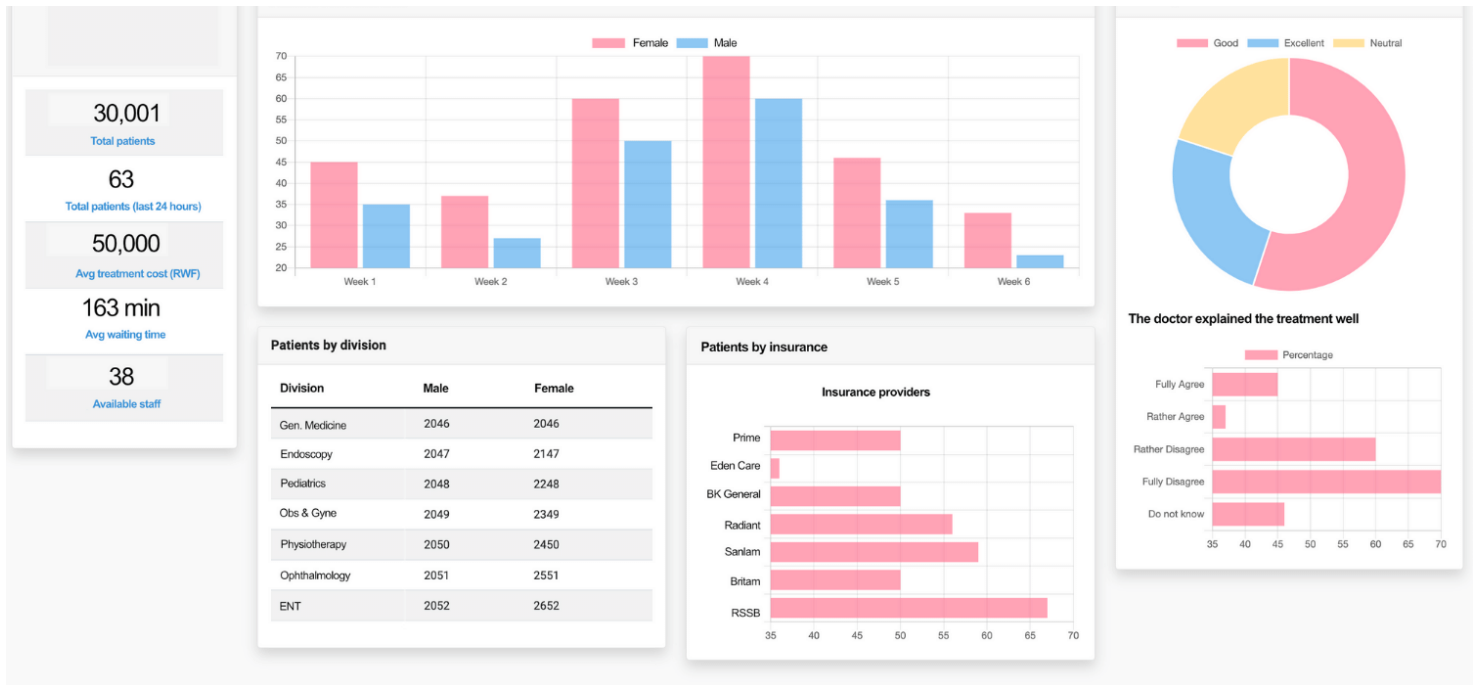 30,001
Total patients
63
Total patients (last 24 hours)
50,000
Avg treatment cost (RWF)
163 min
Avg waiting time
38
Available staff
Female Male
70
65
60
55
50
45
40
35
30
25
20
Week 1 Week 2 Week 3 Week 4 Week 5 Week 6
Patients by division
Division Male Female
Gen. Medicine 2046 2046
Endoscopy 2047 2147
Pediatrics 2048 2248
Obs & Gyne 2049 2349
Physiotherapy 2050 2450
Ophthalmology 2051 2551
ENT 2052 2652
Patients by insurance
Insurance providers
Prime
Eden Care
BK General
Radiant
Sanlam
Britam
RSSB
35 40 45 50 55 60 65 70
Good Excellent Neutral
The doctor explained the treatment well
Percentage
Fully Agree
Rather Agree
Rather Disagree
Fully Disagree
Do not know
35 40 45 50 55 60 65 70